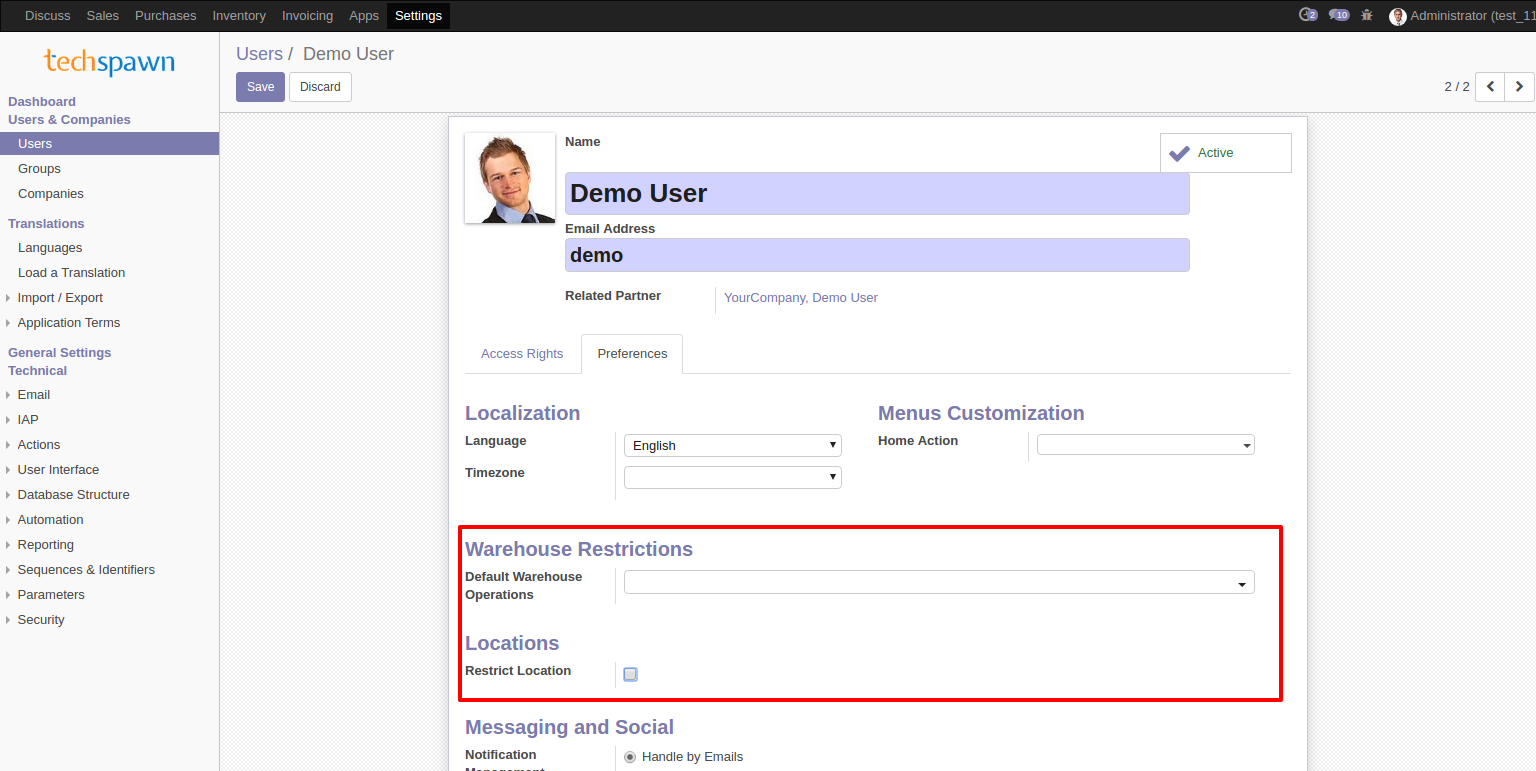 Discuss Sales Purchases Inventory Invoicing Apps Settings 2 10 Administrator (test_11
techspawn
Dashboard
Users & Companies
Users
Groups
Companies
Translations
Languages
Load a Translation
Import / Export
Application Terms
General Settings
Technical
Email
IAP
Actions
User Interface
Database Structure
Automation
Reporting
Sequences & Identifiers
Parameters
Security
Users / Demo User
Save Discard
2 / 2
Name
Active
Demo User
Email Address
demo
Related Partner YourCompany, Demo User
Access Rights Preferences
Localization
Language English
Timezone
Menus Customization
Home Action
Warehouse Restrictions
Default Warehouse
Operations
Locations
Restrict Location
Messaging and Social
Notification Handle by Emails
Management